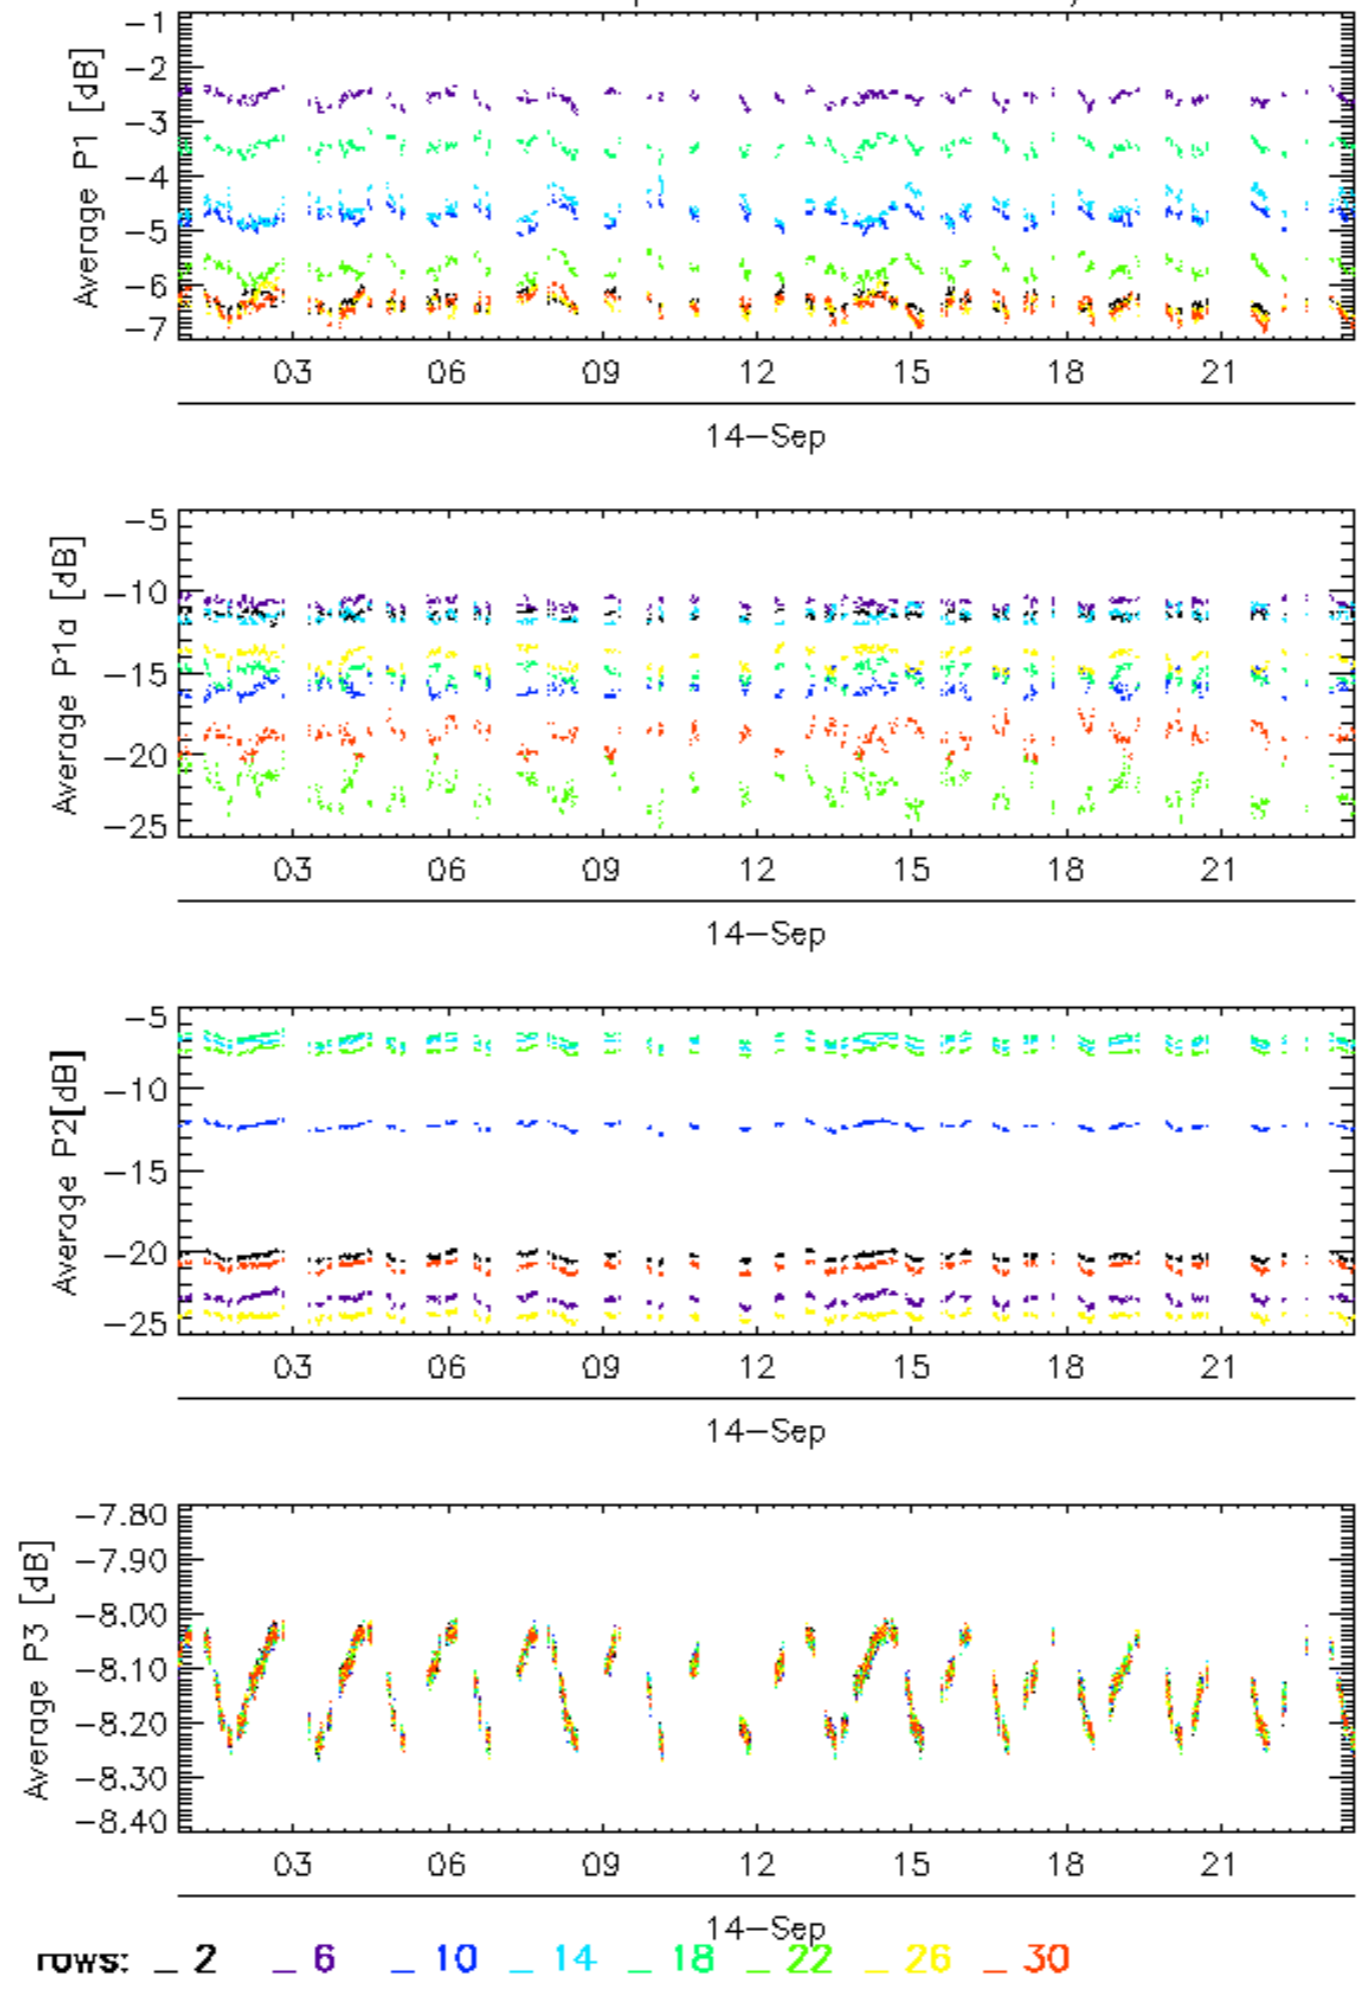 Average P1 [dB]
−1
−2
−3
−4
−5
−6
−7
03 06 09 12 15 18 21
14−Sep
Average P1a [dB]
−5
−10
−15
−20
−25
03 06 09 12 15 18 21
14−Sep
Average P2[dB]
−5
−10
−15
−20
−25
03 06 09 12 15 18 21
14−Sep
Average P3 [dB]
−7.80
−7.90
−8.00
−8.10
−8.20
−8.30
−8.40
03 06 09 12 15 18 21
14−Sep
rows: _ 2 _ 6 _ 10 _ 14 _ 18 _ 22 _ 26 _ 30